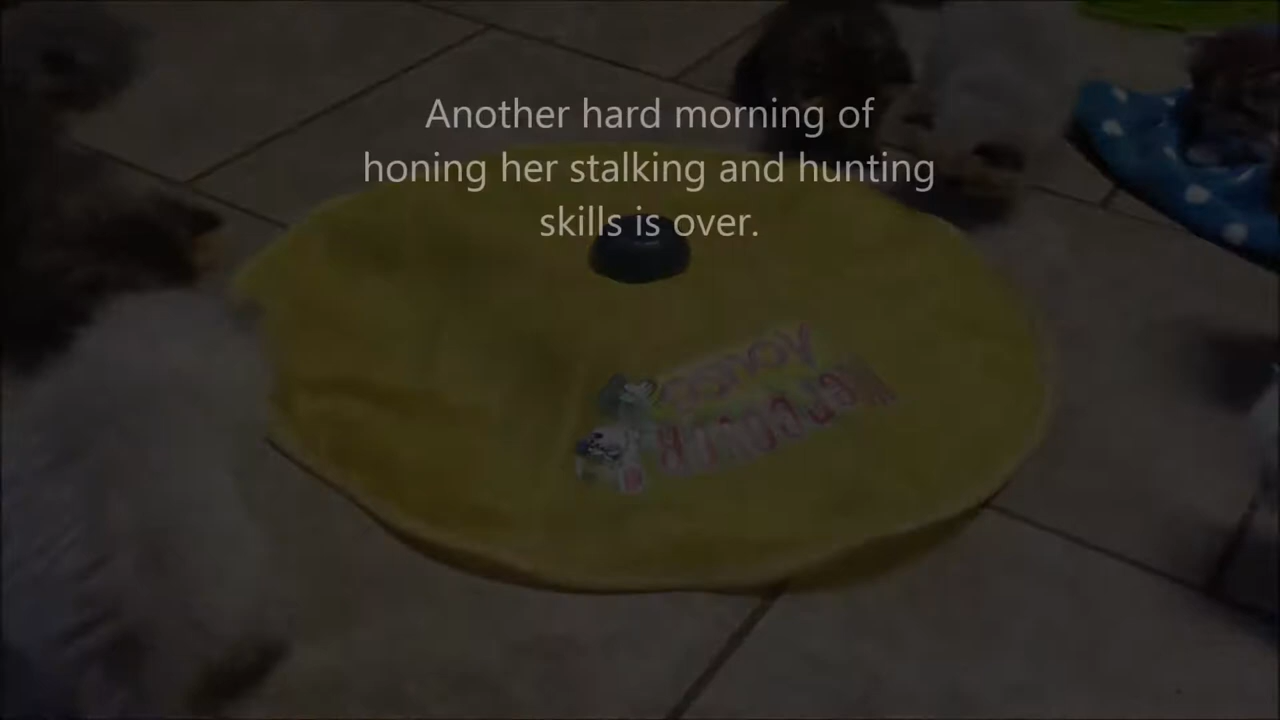 Another hard morning of
honing her stalking and hunting
skills is over.